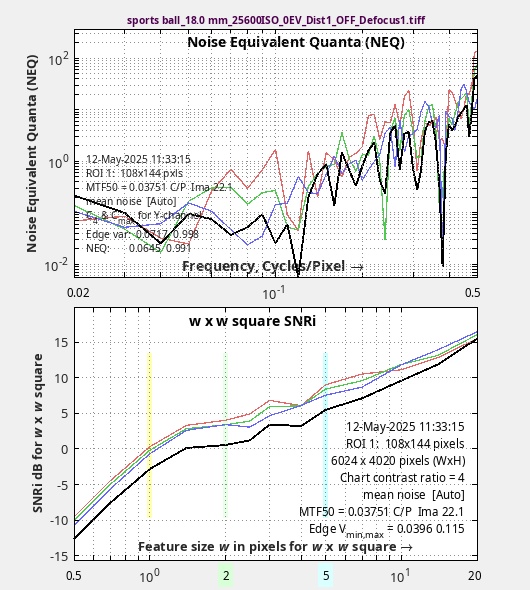 sports ball_18.0 mm_25600ISO_0EV_Dist1_OFF_Defocus1.tiff
Noise Equivalent Quanta (NEQ)
Noise Equivalent Quanta (NEQ)
10²
10⁰
10⁻²
12-May-2025 11:33:15
ROI 1: 108x144 pxls
MTF50 = 0.03751 C/P Ima 22.1
mean noise [Auto]
for Y-channel
Edge var: 0.0717 0.998
NEQ: 0.0645 0.991
Frequency, Cycles/Pixel →
0.02
10⁻¹
0.5
w x w square SNRi
SNRi dB for w x w square
15
10
5
0
-5
-10
-15
12-May-2025 11:33:15
ROI 1: 108x144 pixels
6024 x 4020 pixels (WxH)
Chart contrast ratio = 4
mean noise [Auto]
MTF50 = 0.03751 C/P Ima 22.1
Edge Vmin,max = 0.0396 0.115
Feature size w in pixels for w x w square →
0.5
10⁰
2
5
10¹
20